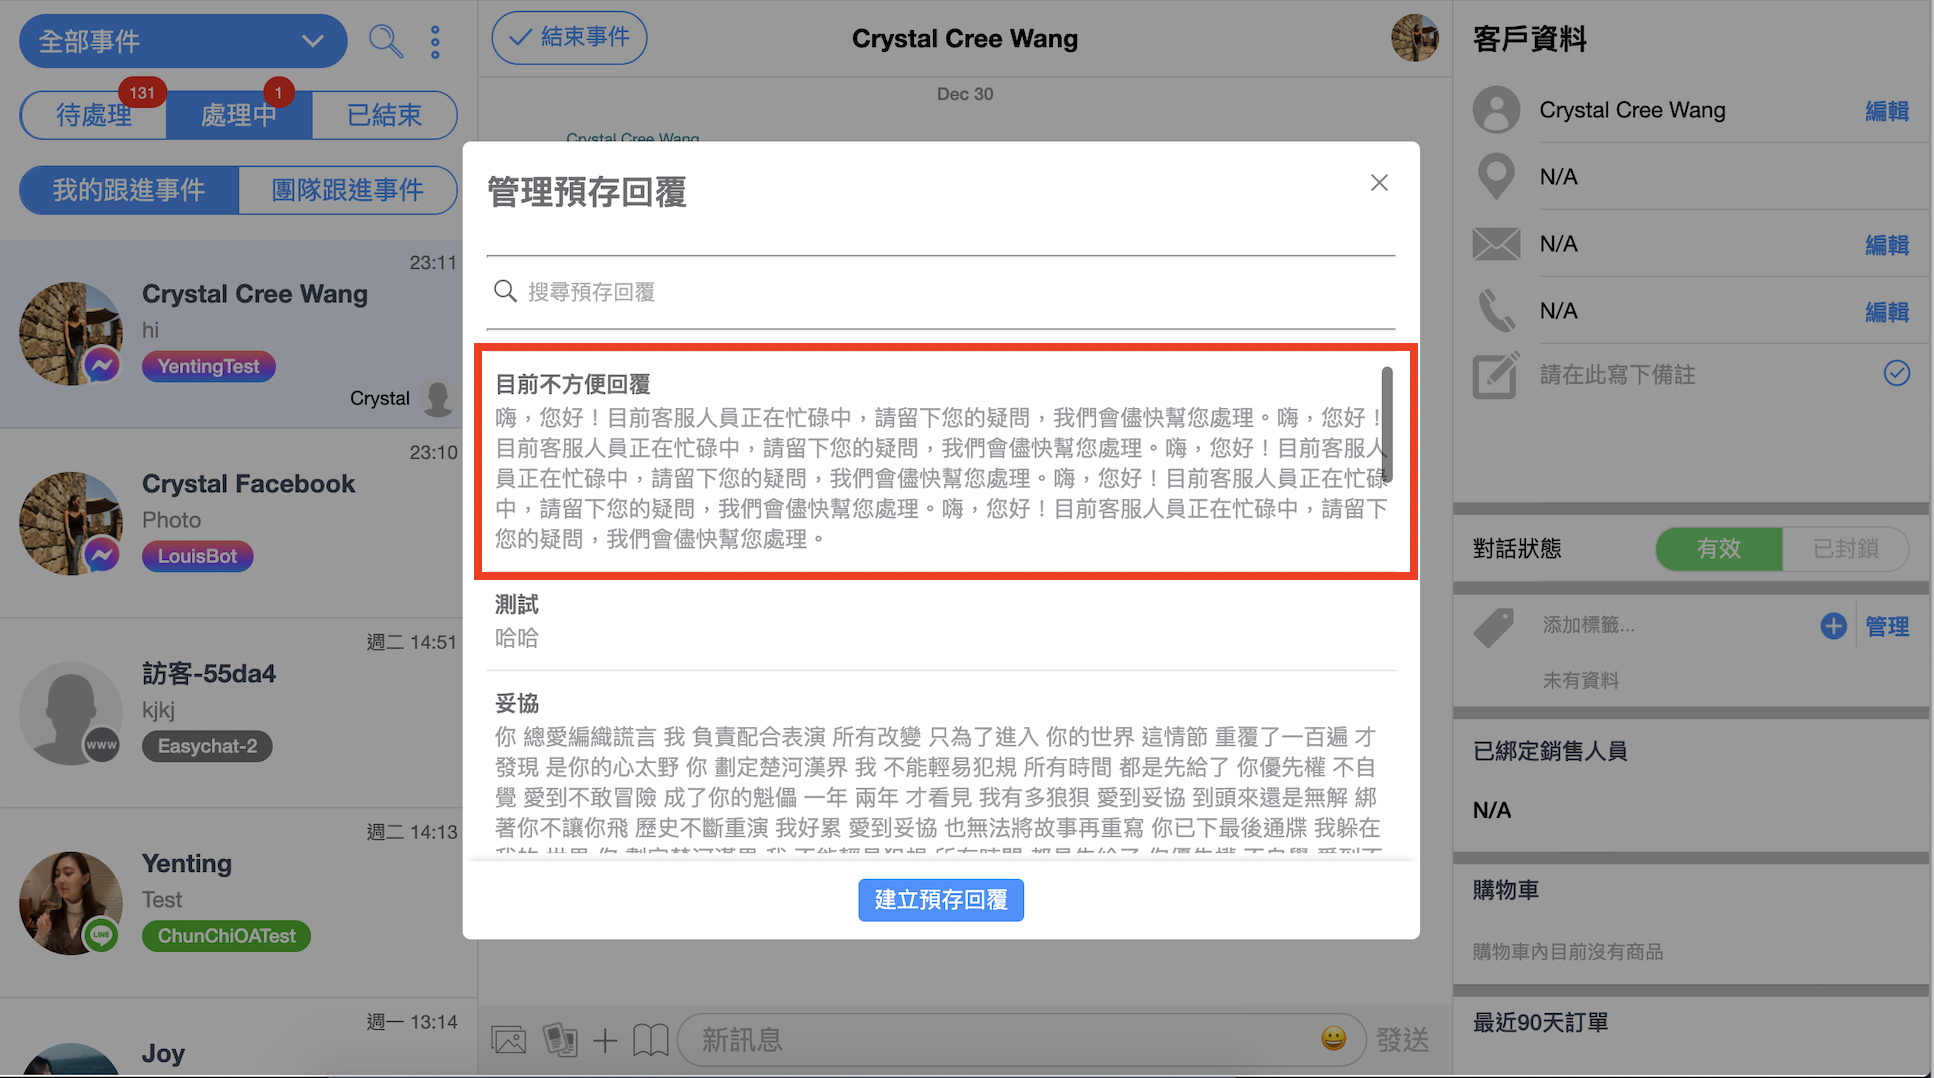 全部事件
待處理
131
處理中
1
已結束
我的跟進事件
團隊跟進事件
23:11
Crystal Cree Wang
hi
YentingTest
Crystal
23:10
Crystal Facebook
Photo
LouisBot
週二 14:51
訪客-55da4
kjkj
www
Easychat-2
週二 14:13
Yenting
Test
LINE
ChunChiOATest
週一 13:14
Joy
結束事件
Crystal Cree Wang
Dec 30
Crystal Cree Wang
管理預存回覆
搜尋預存回覆
目前不方便回覆
嗨，您好！目前客服人員正在忙碌中，請留下您的疑問，我們會儘快幫您處理。嗨，您好！
目前客服人員正在忙碌中，請留下您的疑問，我們會儘快幫您處理。嗨，您好！目前客服人
員正在忙碌中，請留下您的疑問，我們會儘快幫您處理。嗨，您好！目前客服人員正在忙碌
中，請留下您的疑問，我們會儘快幫您處理。嗨，您好！目前客服人員正在忙碌中，請留下
您的疑問，我們會儘快幫您處理。
測試
哈哈
妥協
你 總愛編織謊言 我 負責配合表演 所有改變 只為了進入 你的世界 這情節 重覆了一百遍 才
發現 是你的心太野 你 劃定楚河漢界 我 不能輕易犯規 所有時間 都是先給了 你優先權 不自
覺 愛到不敢冒險 成了你的魁儡 一年 兩年 才看見 我有多狼狽 愛到妥協 到頭來還是無解 綁
著你不讓你飛 歷史不斷重演 我好累 愛到妥協 也無法將故事再重寫 你已下最後通牒 我躲在
建立預存回覆
新訊息
發送
客戶資料
Crystal Cree Wang
編輯
N/A
N/A
編輯
N/A
編輯
請在此寫下備註
對話狀態
有效
已封鎖
添加標籤...
管理
未有資料
已綁定銷售人員
N/A
購物車
購物車內目前沒有商品
最近90天訂單